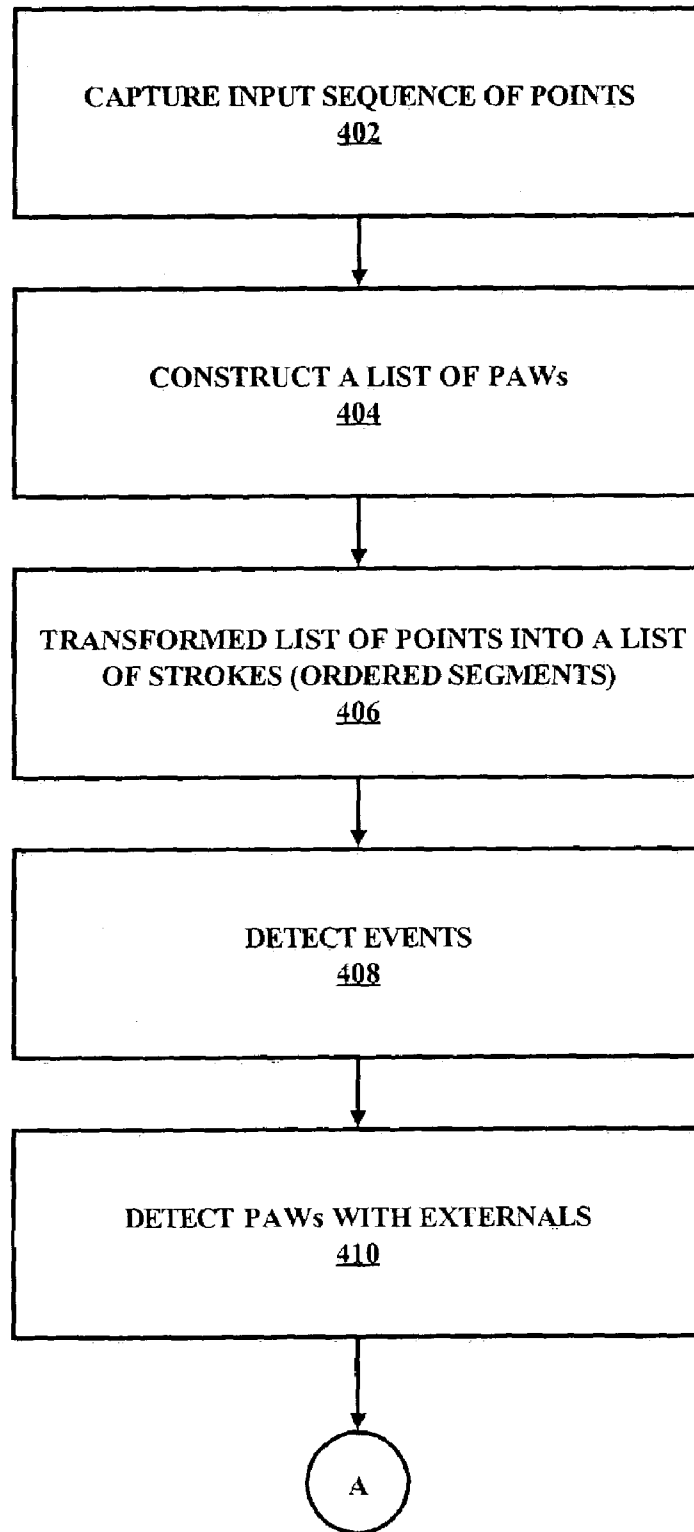 CAPTURE INPUT SEQUENCE OF POINTS
402
CONSTRUCT A LIST OF PAWs
404
TRANSFORMED LIST OF POINTS INTO A LIST
OF STROKES (ORDERED SEGMENTS)
406
DETECT EVENTS
408
DETECT PAWs WITH EXTERNALS
410
A